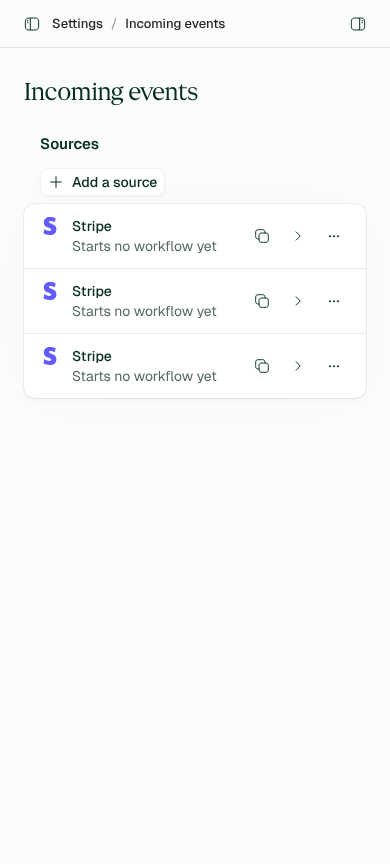 Settings / Incoming events
Incoming events
Sources
Add a source
Stripe
Starts no workflow yet
Stripe
Starts no workflow yet
Stripe
Starts no workflow yet